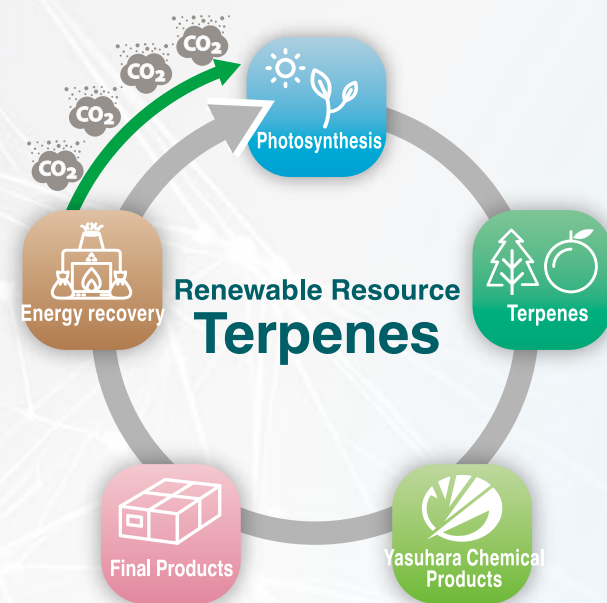 CO2
CO2
CO2
CO2
Photosynthesis
Energy recovery
Renewable Resource
Terpenes
Terpenes
Final Products
Yasuhara Chemical
Products